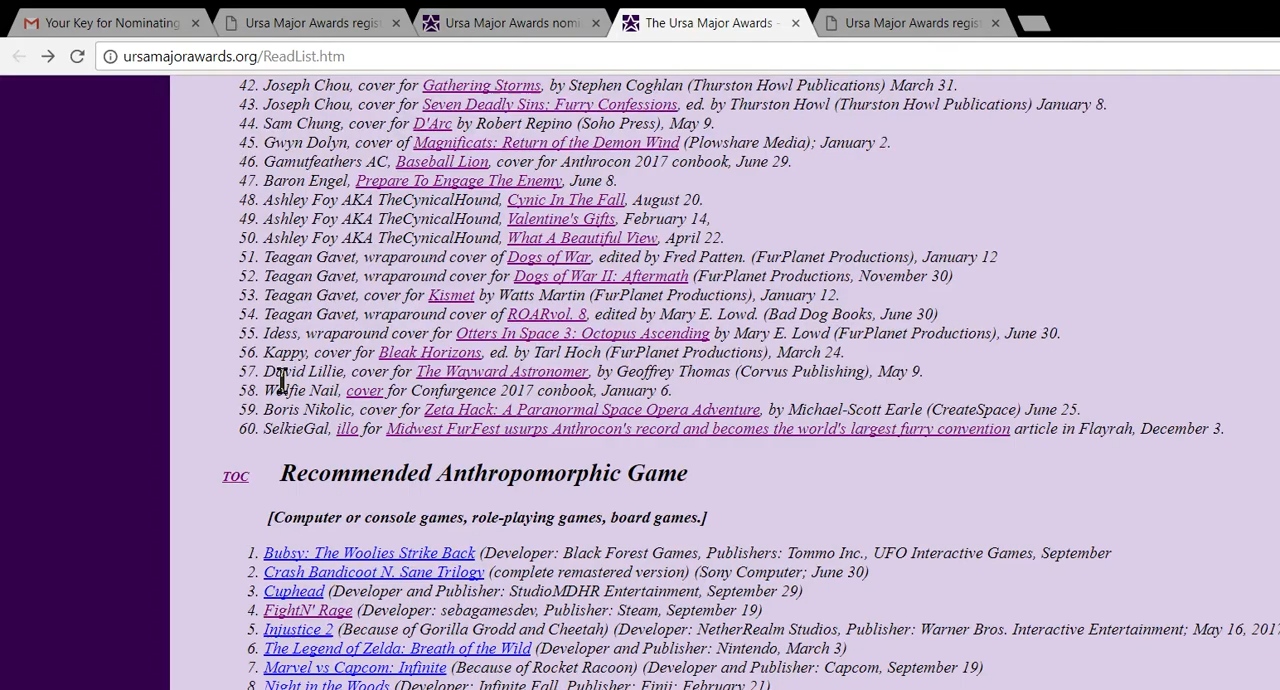 Your Key for Nominating
Ursa Major Awards regist
Ursa Major Awards nomi
The Ursa Major Awards -
Ursa Major Awards regist
ursamajorawards.org/ReadList.htm
42. Joseph Chou, cover for Gathering Storms, by Stephen Coghlan (Thurston Howl Publications) March 31.
43. Joseph Chou, cover for Seven Deadly Sins; Furry Confessions, ed. by Thurston Howl (Thurston Howl Publications) January 8.
44. Sam Chung, cover for D'Arc by Robert Repino (Soho Press), May 9.
45. Gwyn Dolyn, cover of Magnificats: Return of the Demon Wind (Plowshare Media); January 2.
46. Gamutfeathers AC, Baseball Lion, cover for Anthrocon 2017 conbook, June 29.
47. Baron Engel, Prepare To Engage The Enemy, June 8.
48. Ashley Foy AKA TheCynicalHound, Cynic In The Fall, August 20.
49. Ashley Foy AKA TheCynicalHound, Valentine's Gifts, February 14,
50. Ashley Foy AKA TheCynicalHound, What A Beautiful View, April 22.
51. Teagan Gavet, wraparound cover of Dogs of War, edited by Fred Patten. (FurPlanet Productions), January 12
52. Teagan Gavet, wraparound cover for Dogs of War II: Aftermath (FurPlanet Productions, November 30)
53. Teagan Gavet, cover for Kismet by Watts Martin (FurPlanet Productions), January 12.
54. Teagan Gavet, wraparound cover of ROARvol. 8, edited by Mary E. Lowd. (Bad Dog Books, June 30)
55. Idess, wraparound cover for Otters In Space 3: Octopus Ascending by Mary E. Lowd (FurPlanet Productions), June 30.
56. Kappy, cover for Bleak Horizons, ed. by Tarl Hoch (FurPlanet Productions), March 24.
57. David Lillie, cover for The Wayward Astronomer, by Geoffrey Thomas (Corvus Publishing), May 9.
58. Wolfie Nail, cover for Confurgence 2017 conbook, January 6.
59. Boris Nikolic, cover for Zeta Hack: A Paranormal Space Opera Adventure, by Michael-Scott Earle (CreateSpace) June 25.
60. SelkieGal, illo for Midwest FurFest usurps Anthrocon's record and becomes the world's largest furry convention article in Flayrah, December 3.
TOC Recommended Anthropomorphic Game
[Computer or console games, role-playing games, board games.]
1. Bubsy: The Woolies Strike Back (Developer: Black Forest Games, Publishers: Tommo Inc., UFO Interactive Games, September
2. Crash Bandicoot N. Sane Trilogy (complete remastered version) (Sony Computer; June 30)
3. Cuphead (Developer and Publisher: StudioMDHR Entertainment, September 29)
4. FightN' Rage (Developer: sebagamesdev, Publisher: Steam, September 19)
5. Injustice 2 (Because of Gorilla Grodd and Cheetah) (Developer: NetherRealm Studios, Publisher: Warner Bros. Interactive Entertainment; May 16, 2017
6. The Legend of Zelda: Breath of the Wild (Developer and Publisher: Nintendo, March 3)
7. Marvel vs Capcom: Infinite (Because of Rocket Racoon) (Developer and Publisher: Capcom, September 19)
8. Night in the Woods (Developer: Infinite Fall, Publisher: Finji; February 21)